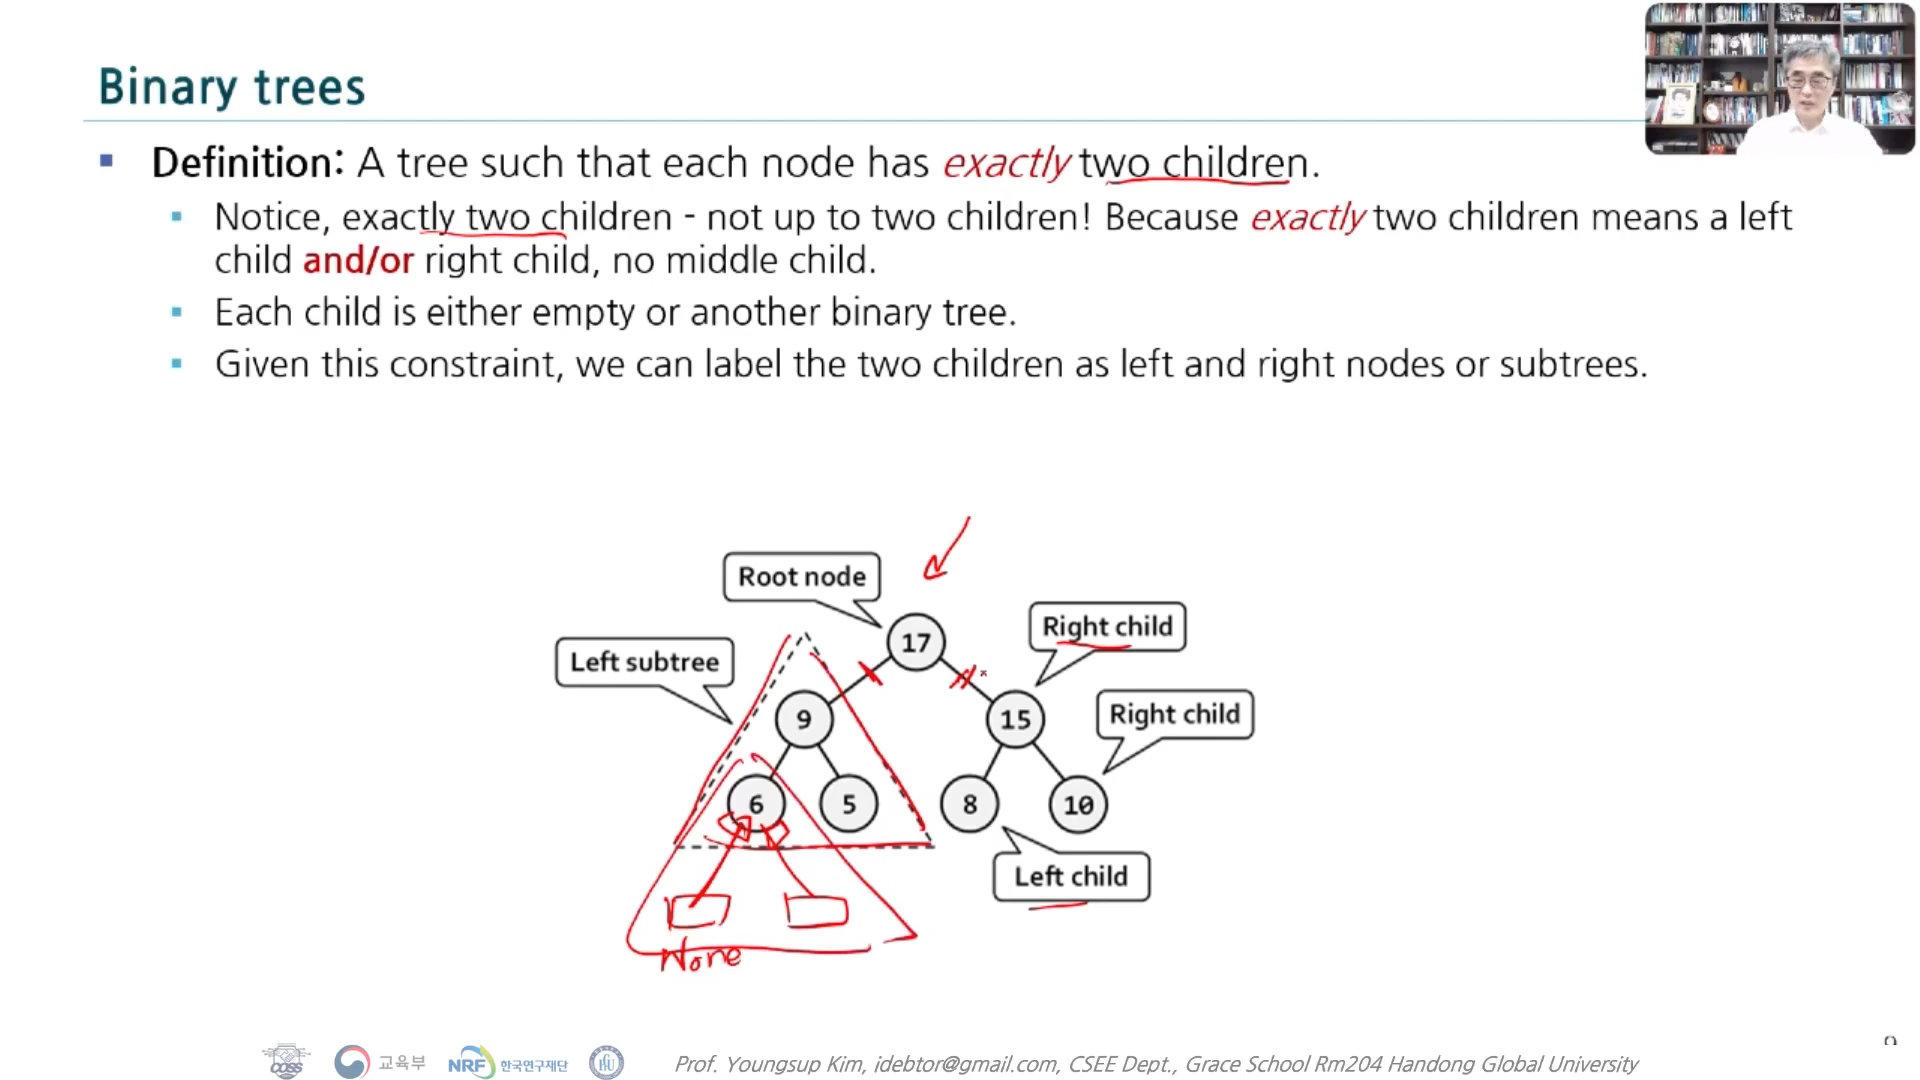 Binary trees
Definition: A tree such that each node has exactly two children.
Notice, exactly two children - not up to two children! Because exactly two children means a left
child and/or right child, no middle child.
Each child is either empty or another binary tree.
Given this constraint, we can label the two children as left and right nodes or subtrees.
Root node
17
Right child
Left subtree
9
15
Right child
6
5
8
10
Left child
None
COSS
교육부
NRF 한국연구재단
HGU
Prof. Youngsup Kim, idebtor@gmail.com, CSEE Dept., Grace School Rm204 Handong Global University